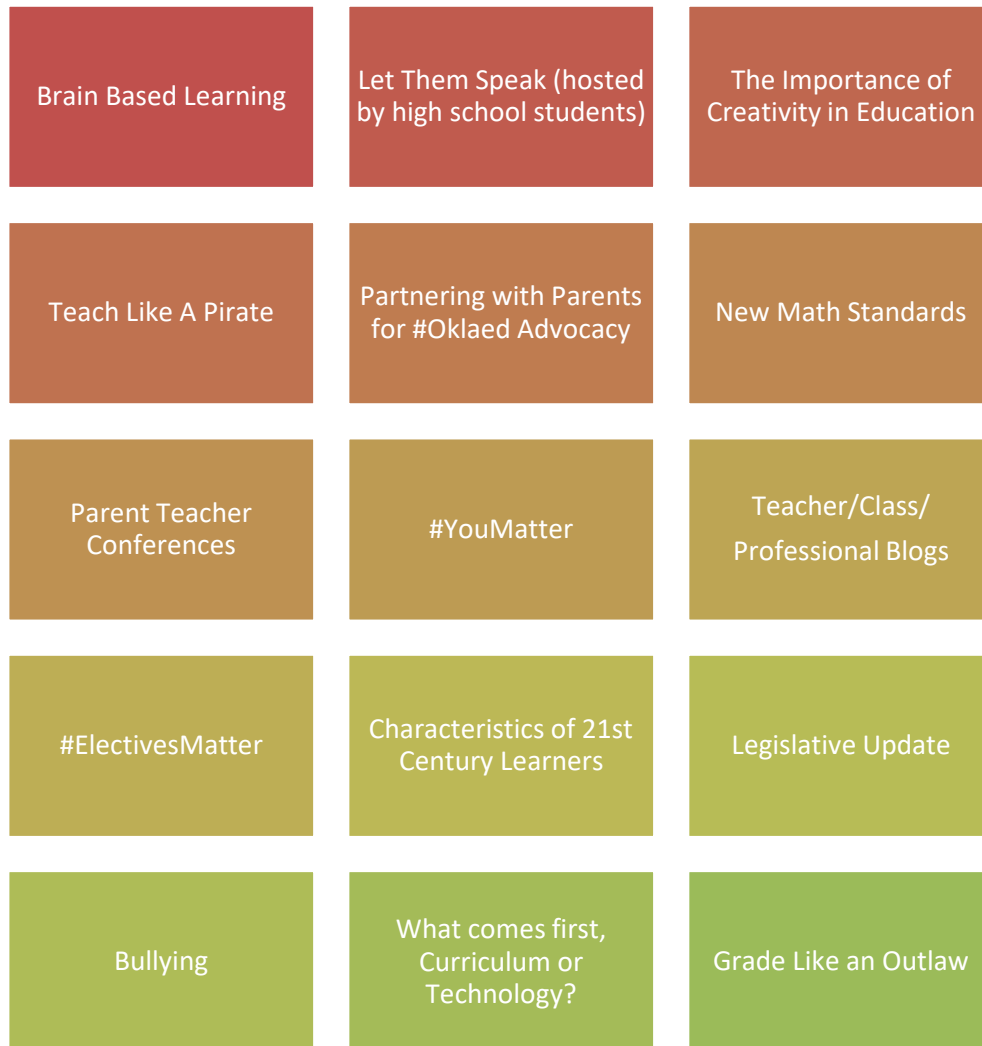 Brain Based Learning
Let Them Speak (hosted
by high school students)
The Importance of
Creativity in Education
Teach Like A Pirate
Partnering with Parents
for #Oklaed Advocacy
New Math Standards
Parent Teacher
Conferences
#YouMatter
Teacher/Class/
Professional Blogs
#ElectivesMatter
Characteristics of 21st
Century Learners
Legislative Update
Bullying
What comes first,
Curriculum or
Technology?
Grade Like an Outlaw